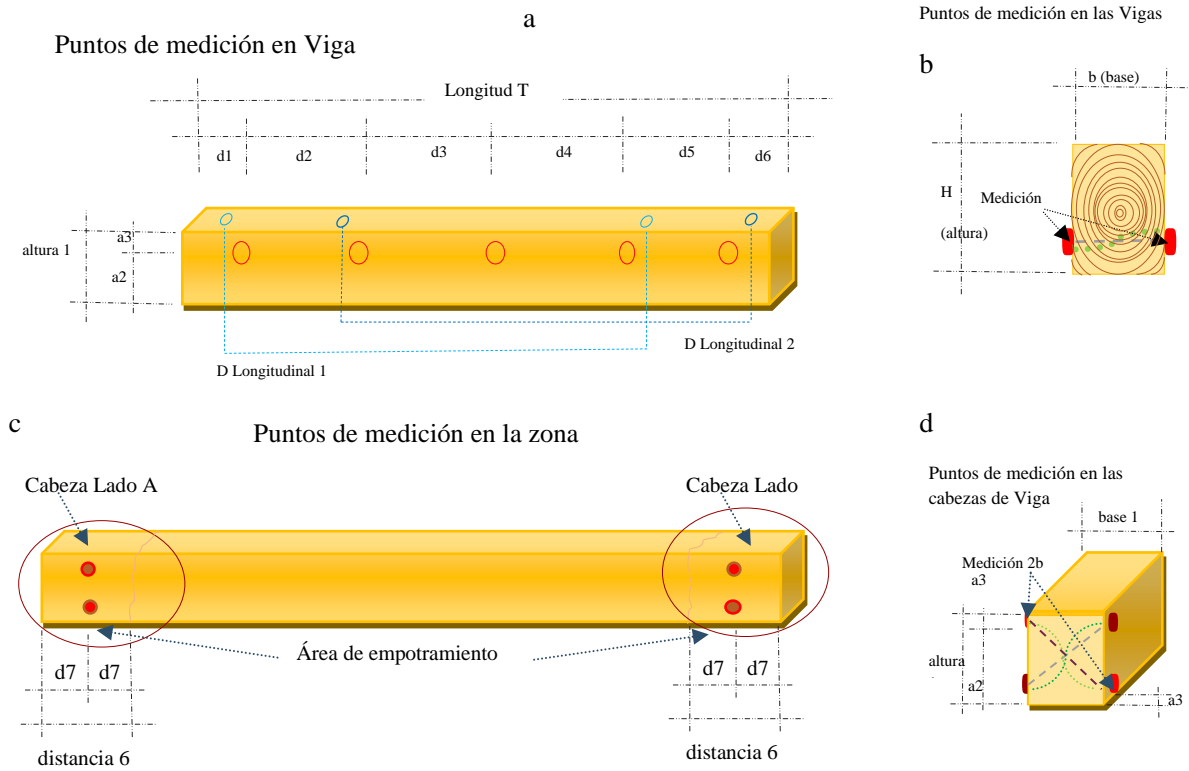 a
Puntos de medición en Viga
Longitud T
d1
d2
d3
d4
d5
d6
altura 1
a3
a2
D Longitudinal 2
D Longitudinal 1
Puntos de medición en las Vigas
b
b (base)
H
Medición
(altura)
c
Puntos de medición en la zona
Cabeza Lado A
Cabeza Lado
Área de empotramiento
d7
d7
d7
d7
distancia 6
distancia 6
d
Puntos de medición en las
cabezas de Viga
base 1
Medición 2b
a3
altura
a2
a3